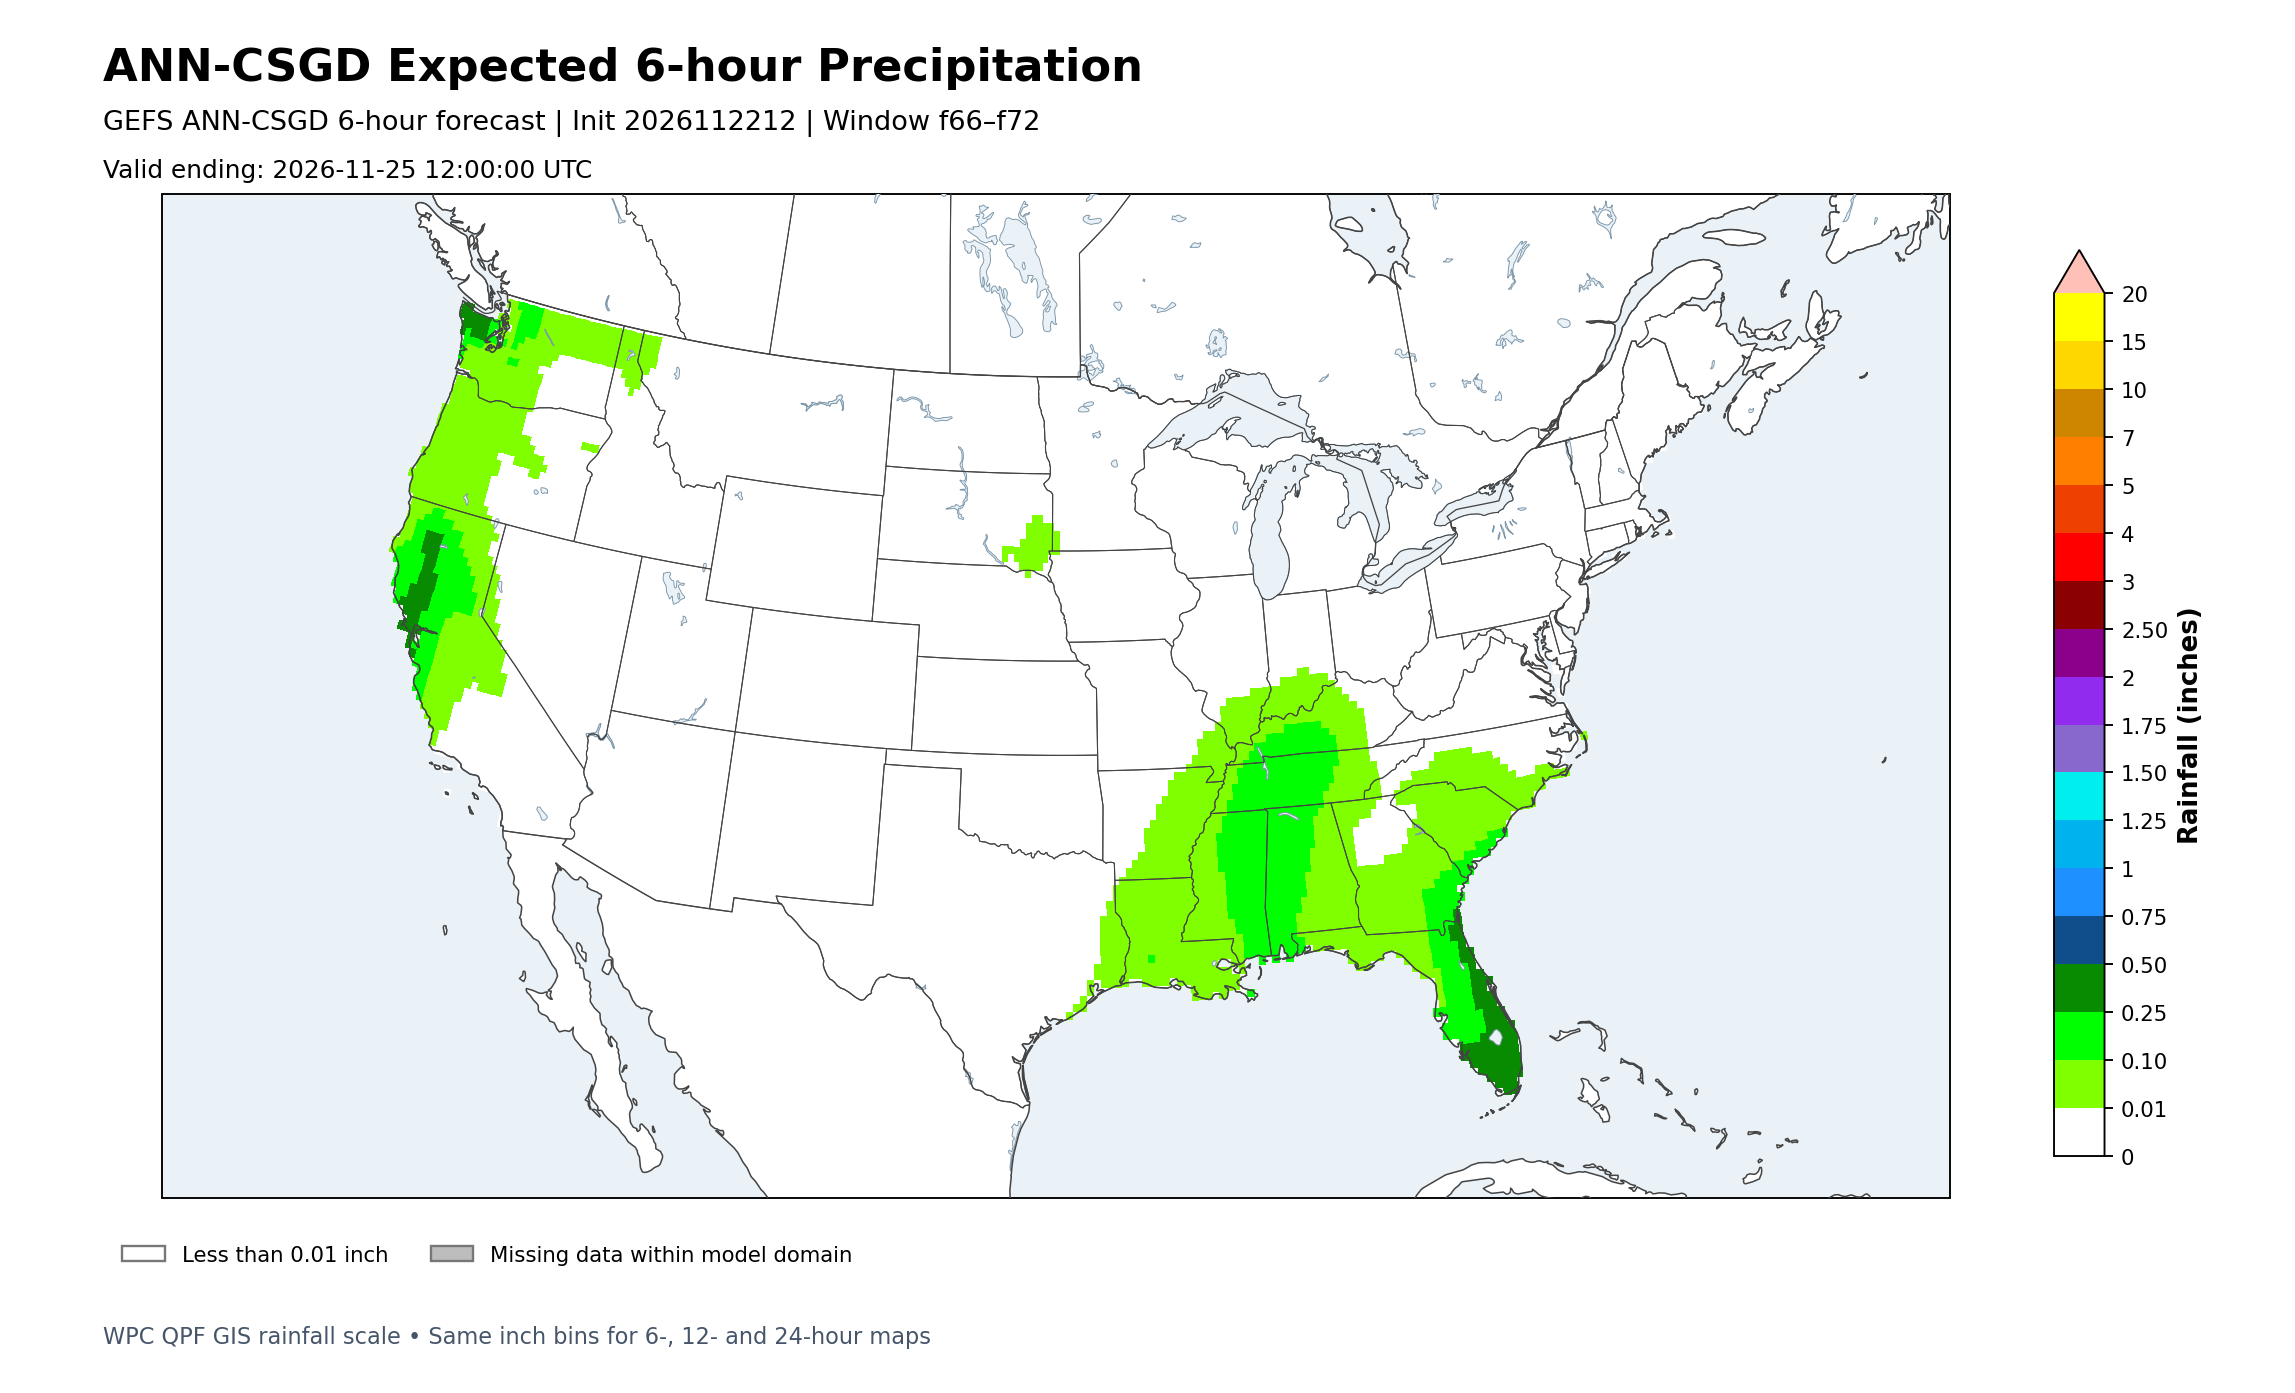 ANN-CSGD Expected 6-hour Precipitation
GEFS ANN-CSGD 6-hour forecast | Init 2026112212 | Window f66–f72
Valid ending: 2026-11-25 12:00:00 UTC
20
15
10
7
5
4
3
2.50
2
1.75
1.50
1.25
1
0.75
0.50
0.25
0.10
0.01
0
Rainfall (inches)
Less than 0.01 inch
Missing data within model domain
WPC QPF GIS rainfall scale • Same inch bins for 6-, 12- and 24-hour maps